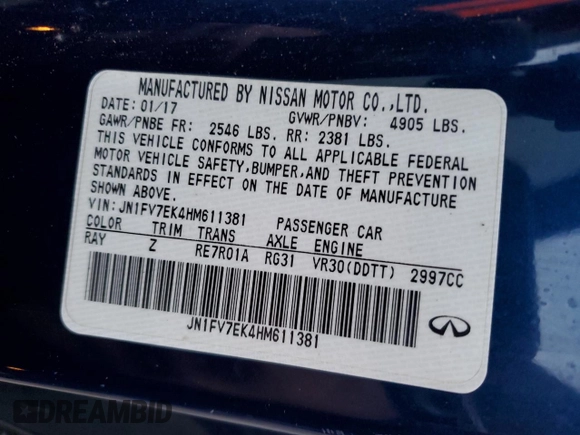 MANUFACTURED BY NISSAN MOTOR CO.,LTD.
DATE: 01/17 GVWR/PNBV: 4905 LBS.
GAWR/PNBE FR: 2546 LBS. RR: 2381 LBS.
THIS VEHICLE CONFORMS TO ALL APPLICABLE FEDERAL
MOTOR VEHICLE SAFETY,BUMPER,AND THEFT PREVENTION
STANDARDS IN EFFECT ON THE DATE OF MANUFACTURE
SHOWN ABOVE.
VIN: JN1FV7EK4HM611381 PASSENGER CAR
COLOR TRIM TRANS AXLE ENGINE
RAY Z RE7R01A RG31 VR30(DDTT) 2997CC
JN1FV7EK4HM611381
DREAMBID